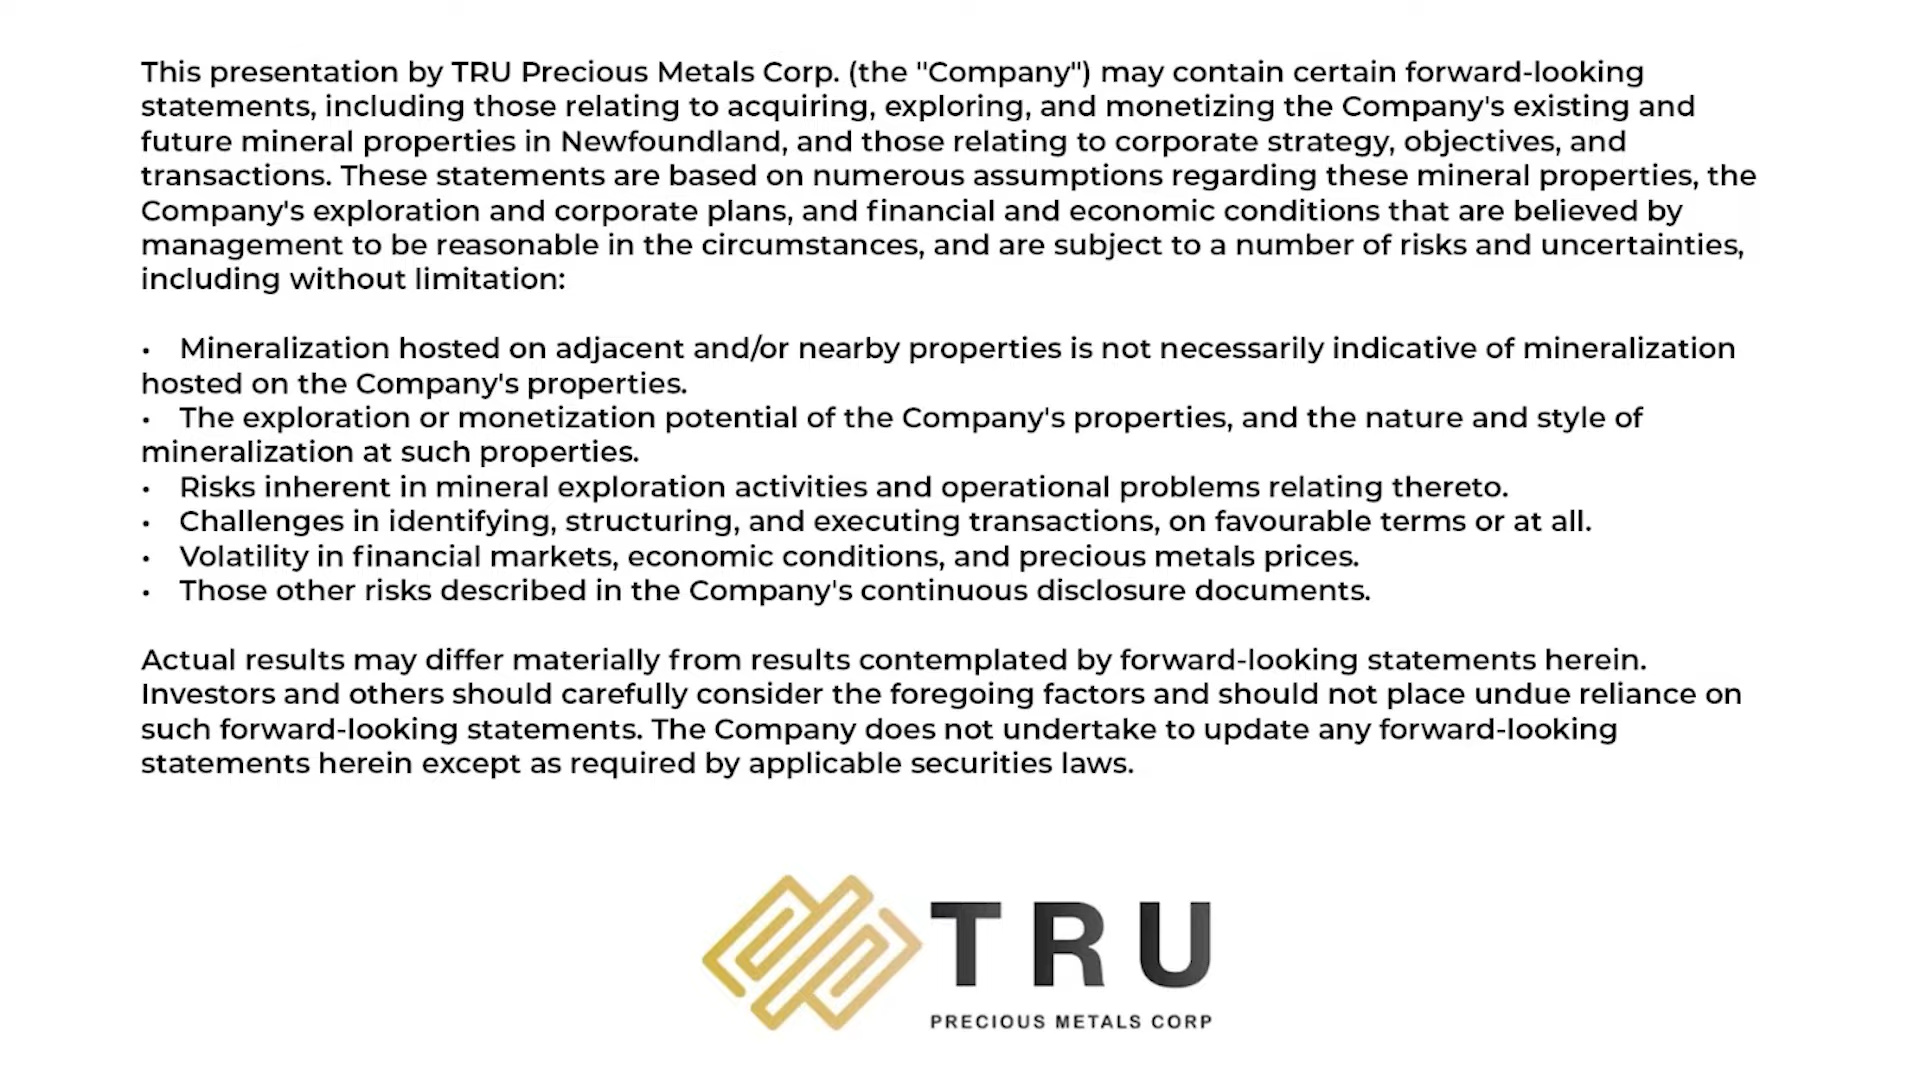 This presentation by TRU Precious Metals Corp. (the "Company") may contain certain forward-looking
statements, including those relating to acquiring, exploring, and monetizing the Company's existing and
future mineral properties in Newfoundland, and those relating to corporate strategy, objectives, and
transactions. These statements are based on numerous assumptions regarding these mineral properties, the
Company's exploration and corporate plans, and financial and economic conditions that are believed by
management to be reasonable in the circumstances, and are subject to a number of risks and uncertainties,
including without limitation:
• Mineralization hosted on adjacent and/or nearby properties is not necessarily indicative of mineralization
hosted on the Company's properties.
• The exploration or monetization potential of the Company's properties, and the nature and style of
mineralization at such properties.
• Risks inherent in mineral exploration activities and operational problems relating thereto.
• Challenges in identifying, structuring, and executing transactions, on favourable terms or at all.
• Volatility in financial markets, economic conditions, and precious metals prices.
• Those other risks described in the Company's continuous disclosure documents.
Actual results may differ materially from results contemplated by forward-looking statements herein.
Investors and others should carefully consider the foregoing factors and should not place undue reliance on
such forward-looking statements. The Company does not undertake to update any forward-looking
statements herein except as required by applicable securities laws.
TRU
PRECIOUS METALS CORP